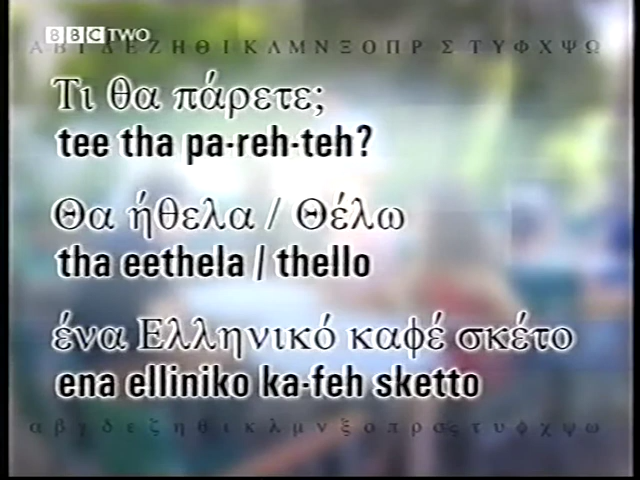 BBC TWO
Α Β Γ Δ Ε Ζ Η Θ Ι Κ Λ Μ Ν Ξ Ο Π Ρ Σ Τ Υ Φ Χ Ψ Ω
Τι θα πάρετε;
tee tha pa-reh-teh?
Θα ήθελα / Θέλω
tha eethela / thello
ένα Ελληνικό καφέ σκέτο
ena elliniko ka-feh sketto
α β γ δ ε ζ η θ ι κ λ μ ν ξ ο π ρ σς τ υ φ χ ψ ω